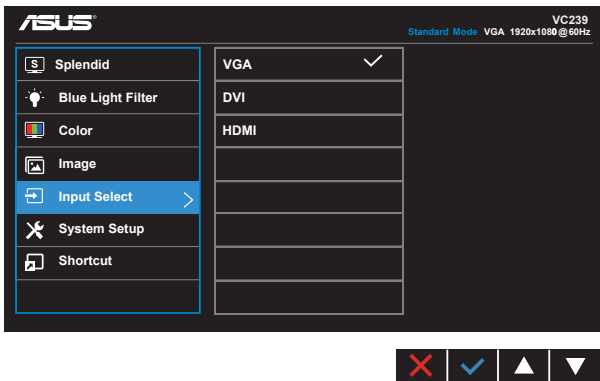 ASUS
VC239
Standard Mode VGA 1920x1080@60Hz
S Splendid
Blue Light Filter
Color
Image
Input Select
System Setup
Shortcut
VGA
DVI
HDMI